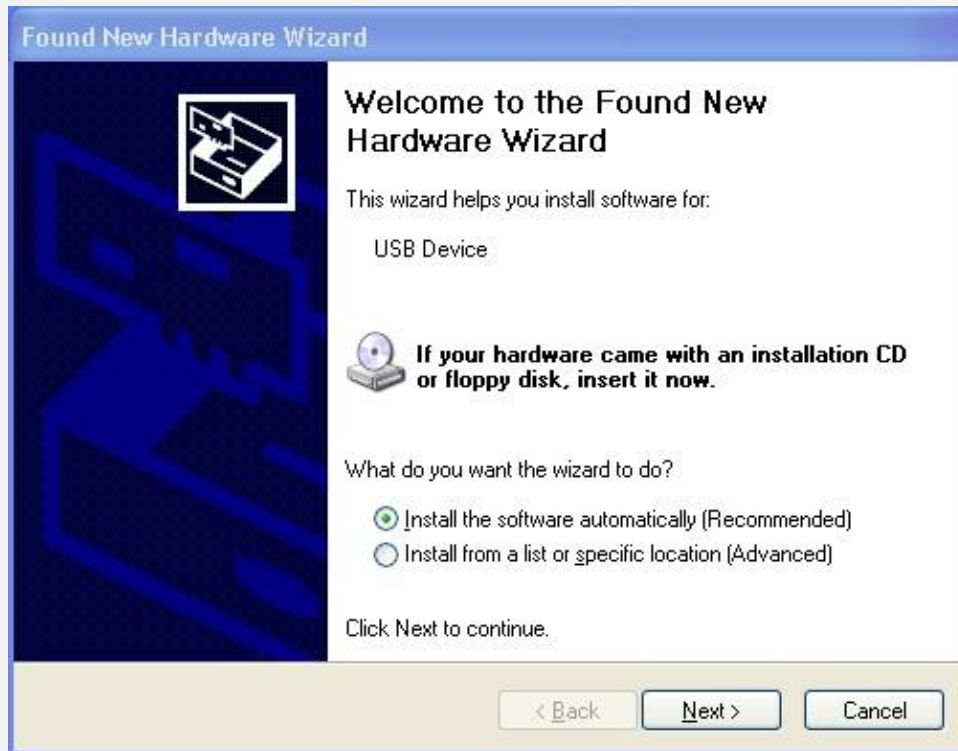 Found New Hardware Wizard
Welcome to the Found New
Hardware Wizard
This wizard helps you install software for:
USB Device
If your hardware came with an installation CD
or floppy disk, insert it now.
What do you want the wizard to do?
Install the software automatically (Recommended)
Install from a list or specific location (Advanced)
Click Next to continue.
< Back Next > Cancel